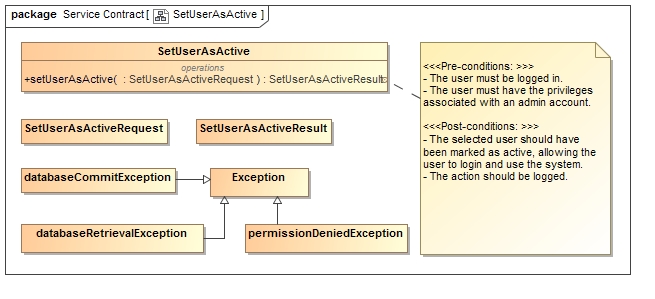 package Service Contract [ SetUserAsActive ]
SetUserAsActive
operations
+setUserAsActive( : SetUserAsActiveRequest ) : SetUserAsActiveResult
<<<Pre-conditions: >>>
- The user must be logged in.
- The user must have the privileges
associated with an admin account.
<<<Post-conditions: >>>
- The selected user should have
been marked as active, allowing the
user to login and use the system.
- The action should be logged.
SetUserAsActiveRequest
SetUserAsActiveResult
databaseCommitException
Exception
databaseRetrievalException
permissionDeniedException